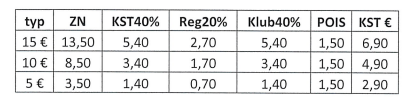 typ ZN KST40% Reg20% Klub40% POIS KST €
15 € 13,50 5,40 2,70 5,40 1,50 6,90
10 € 8,50 3,40 1,70 3,40 1,50 4,90
5 € 3,50 1,40 0,70 1,40 1,50 2,90